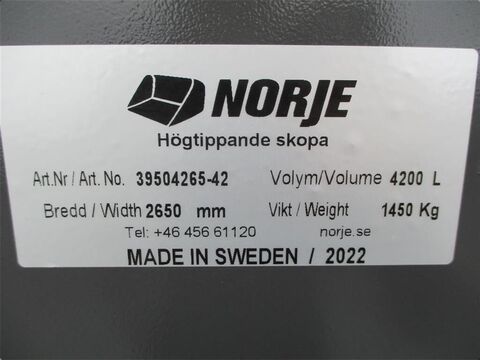 NORJE
Högtippande skopa
Art.Nr / Art. No. 39504265-42 Volym/Volume 4200 L
Bredd / Width 2650 mm Vikt / Weight 1450 Kg
Tel: +46 456 61120 norje.se
MADE IN SWEDEN / 2022